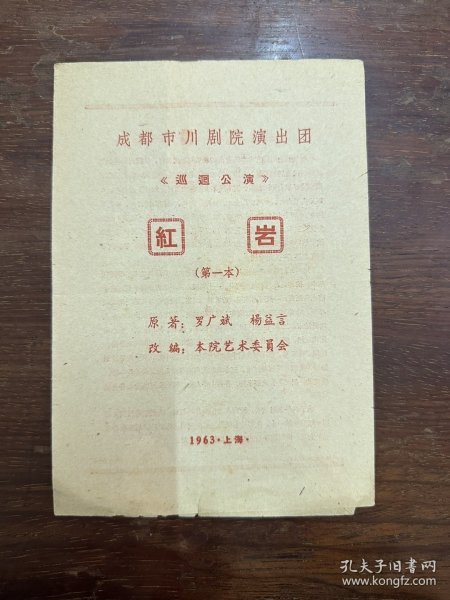 成都市川剧院演出团
《巡迴公演》
紅岩
(第一本)
原著：罗广斌 楊益言
改編：本院艺术委員会
1963·上海·
孔夫子旧书网
www.kongfz.com